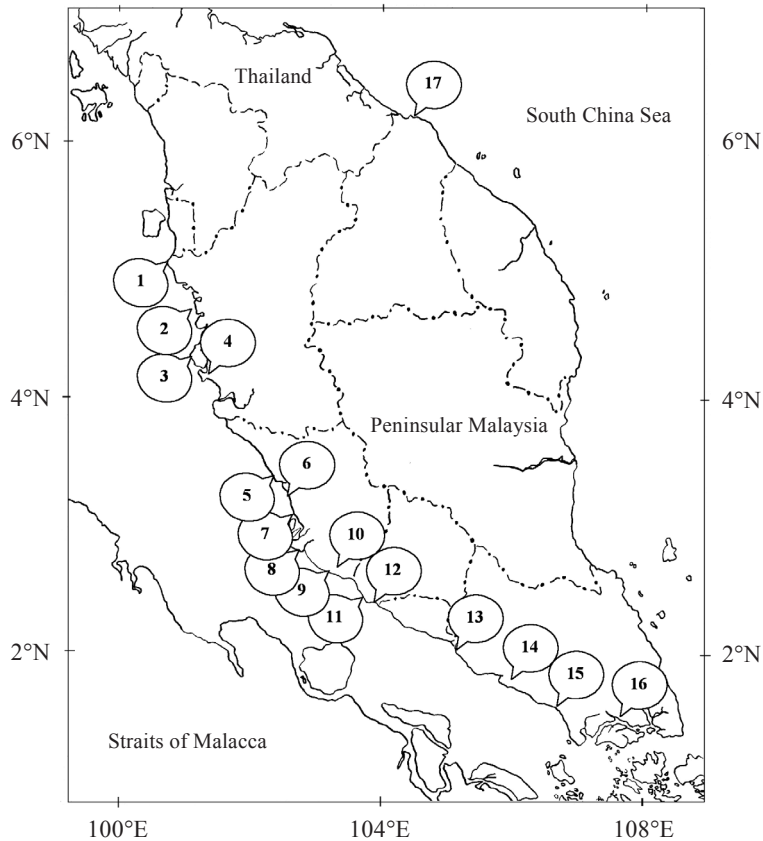 Thailand
17
South China Sea
6°N
6°N
1
2
4
3
4°N
4°N
Peninsular Malaysia
6
5
7
10
8
12
9
11
13
14
15
16
2°N
2°N
Straits of Malacca
100°E
104°E
108°E